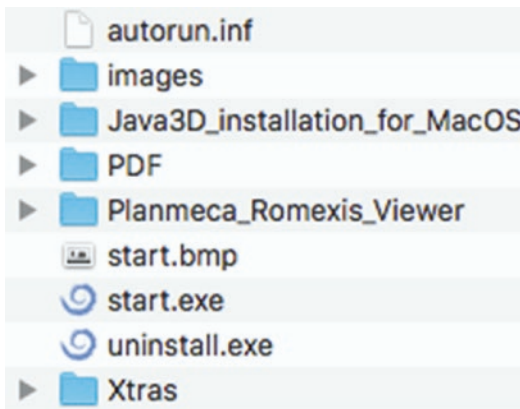 autorun.inf
images
Java3D_installation_for_MacOS
PDF
Planmeca_Romexis_Viewer
start.bmp
start.exe
uninstall.exe
Xtras